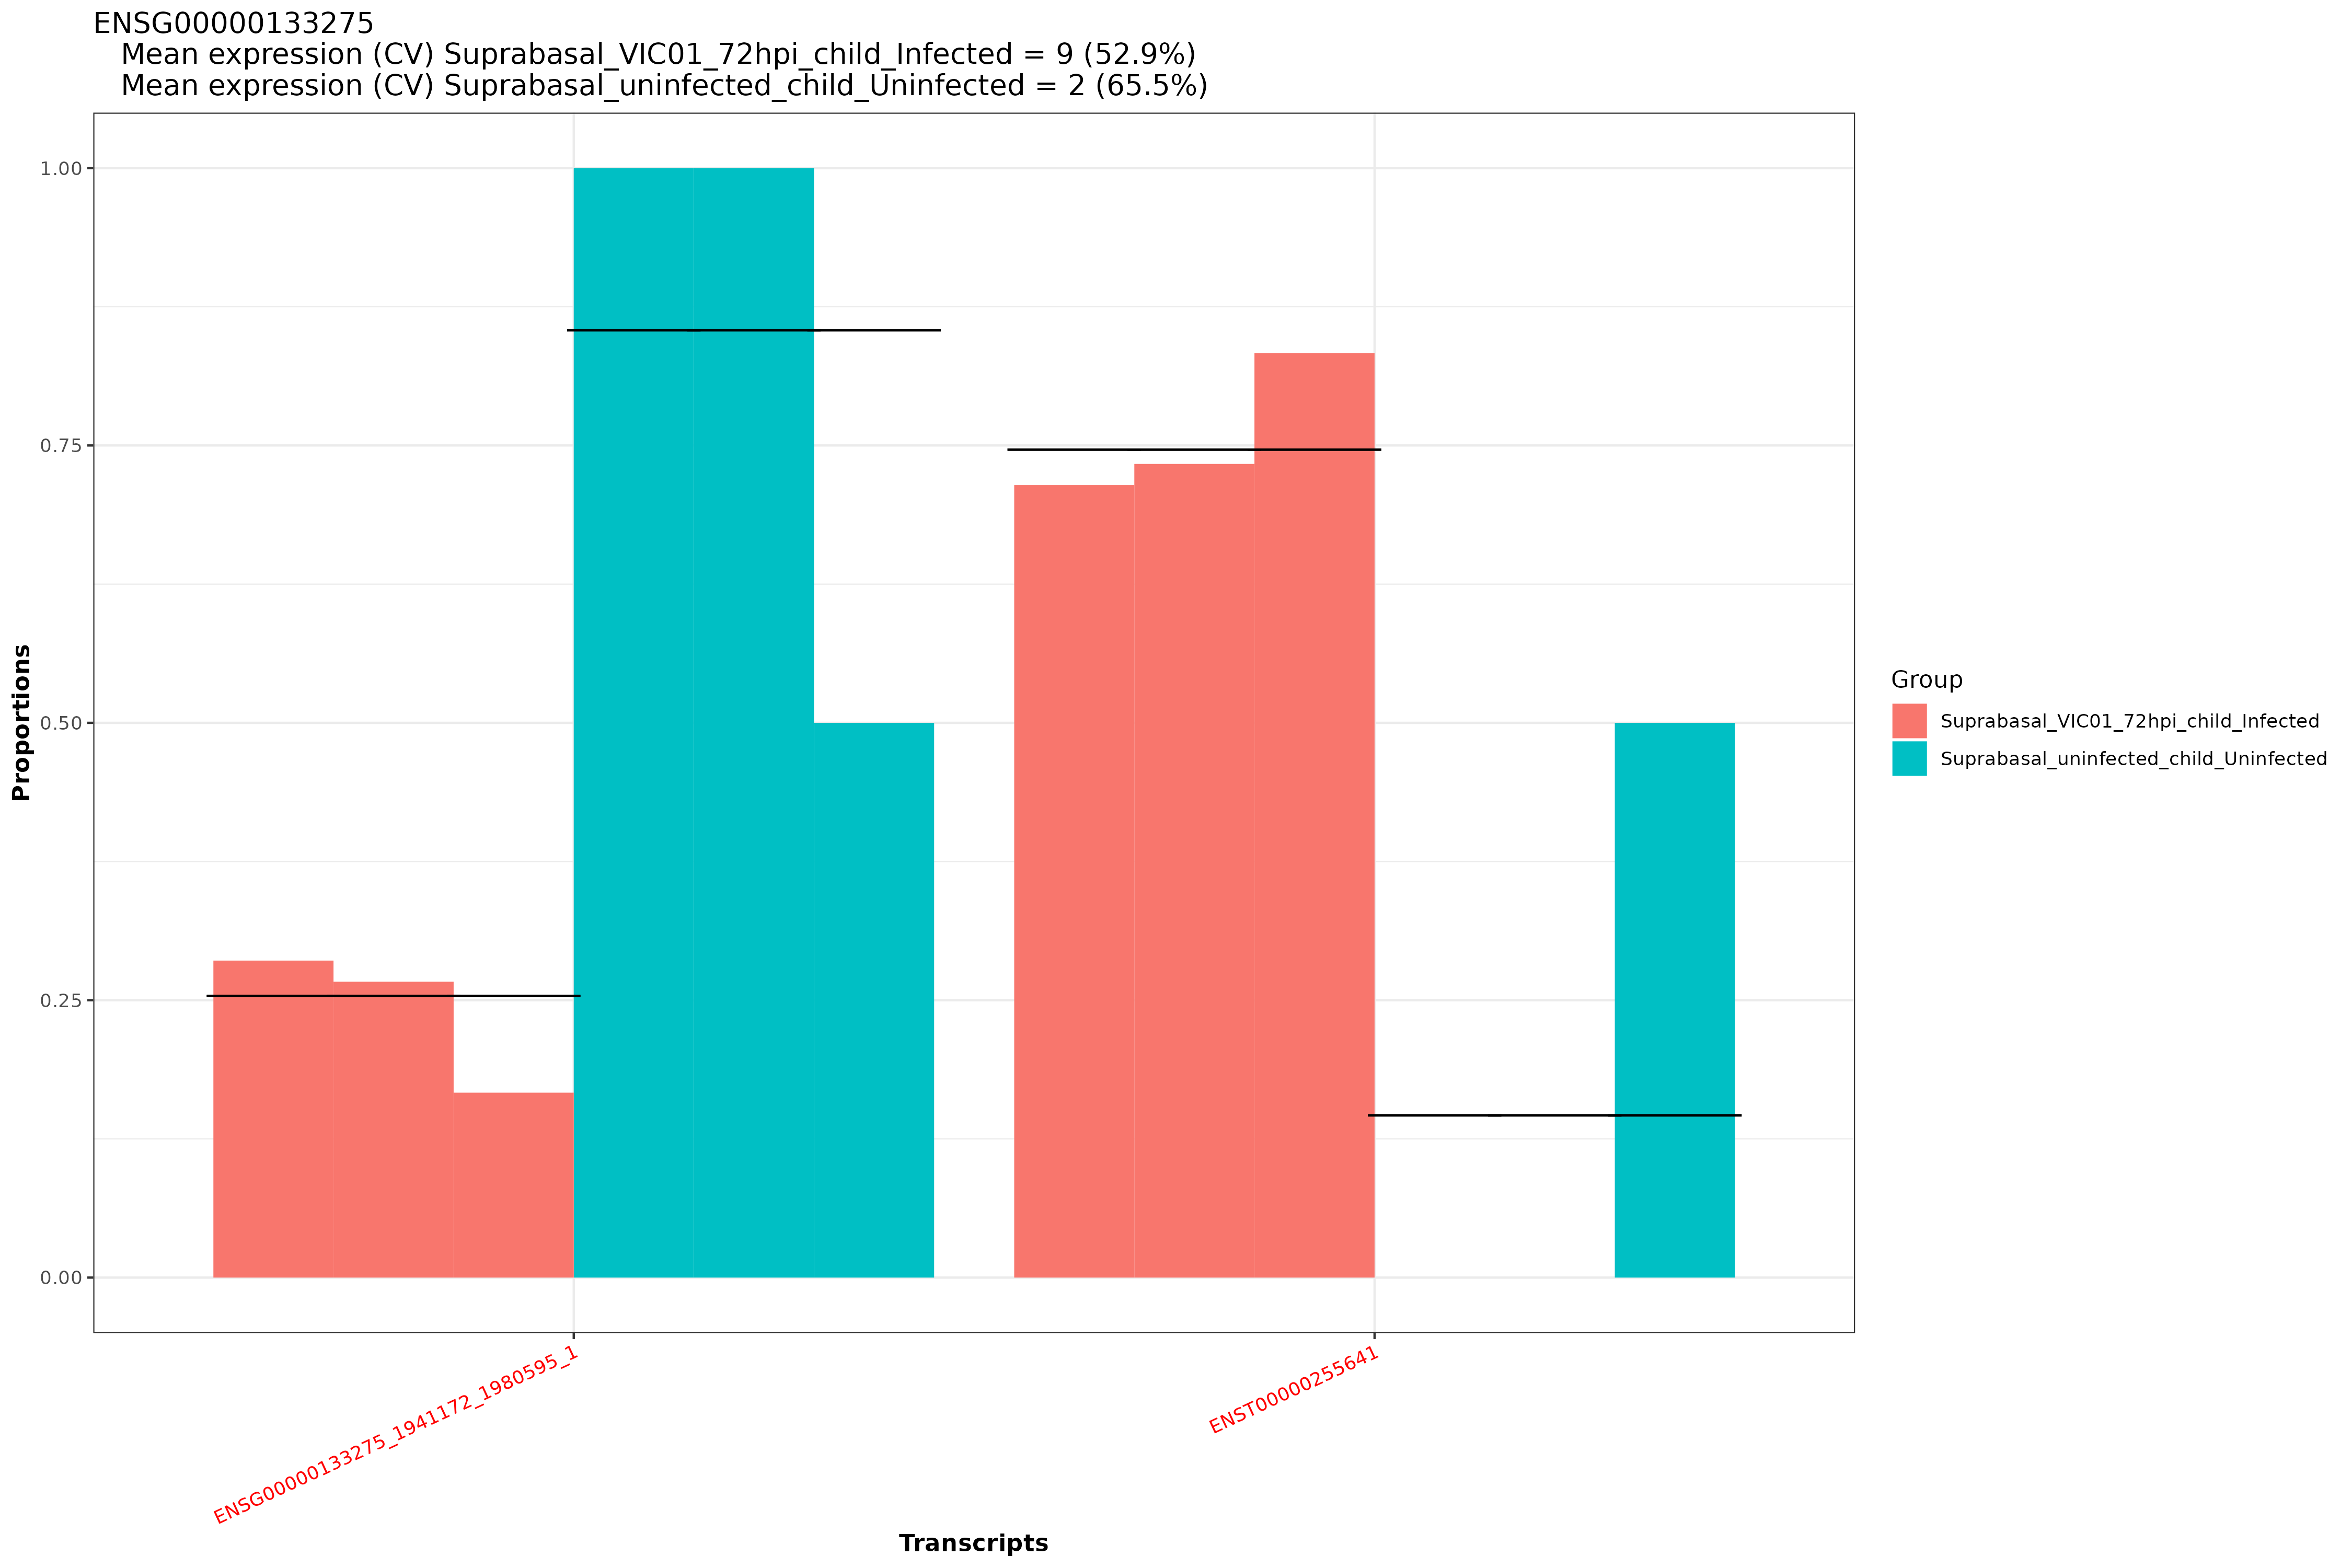 ENSG00000133275
Mean expression (CV) Suprabasal_VIC01_72hpi_child_Infected = 9 (52.9%)
Mean expression (CV) Suprabasal_uninfected_child_Uninfected = 2 (65.5%)
1.00
0.75
0.50
0.25
0.00
Proportions
ENSG00000133275_1941172_1980595_1
ENST00000255641
Transcripts
Group
Suprabasal_VIC01_72hpi_child_Infected
Suprabasal_uninfected_child_Uninfected